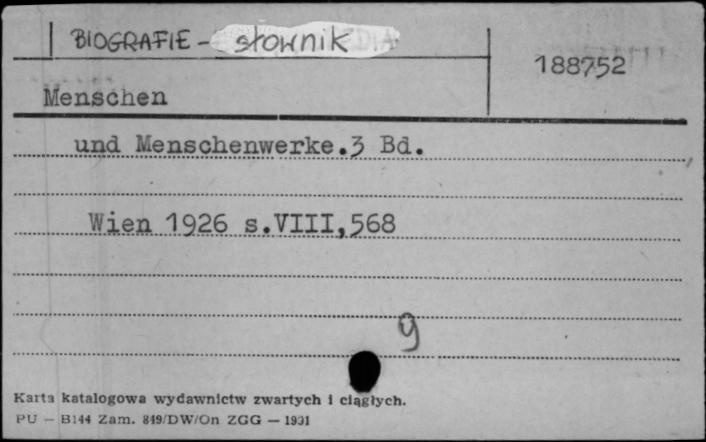 BIOGRAFIE - słownik
188752
Menschen
und Menschenwerke.3 Bd.
Wien 1926 s.VIII,568
9
Karta katalogowa wydawnictw zwartych i ciągłych.
PU — B144 Zam. 849/DW/On ZGG — 1991